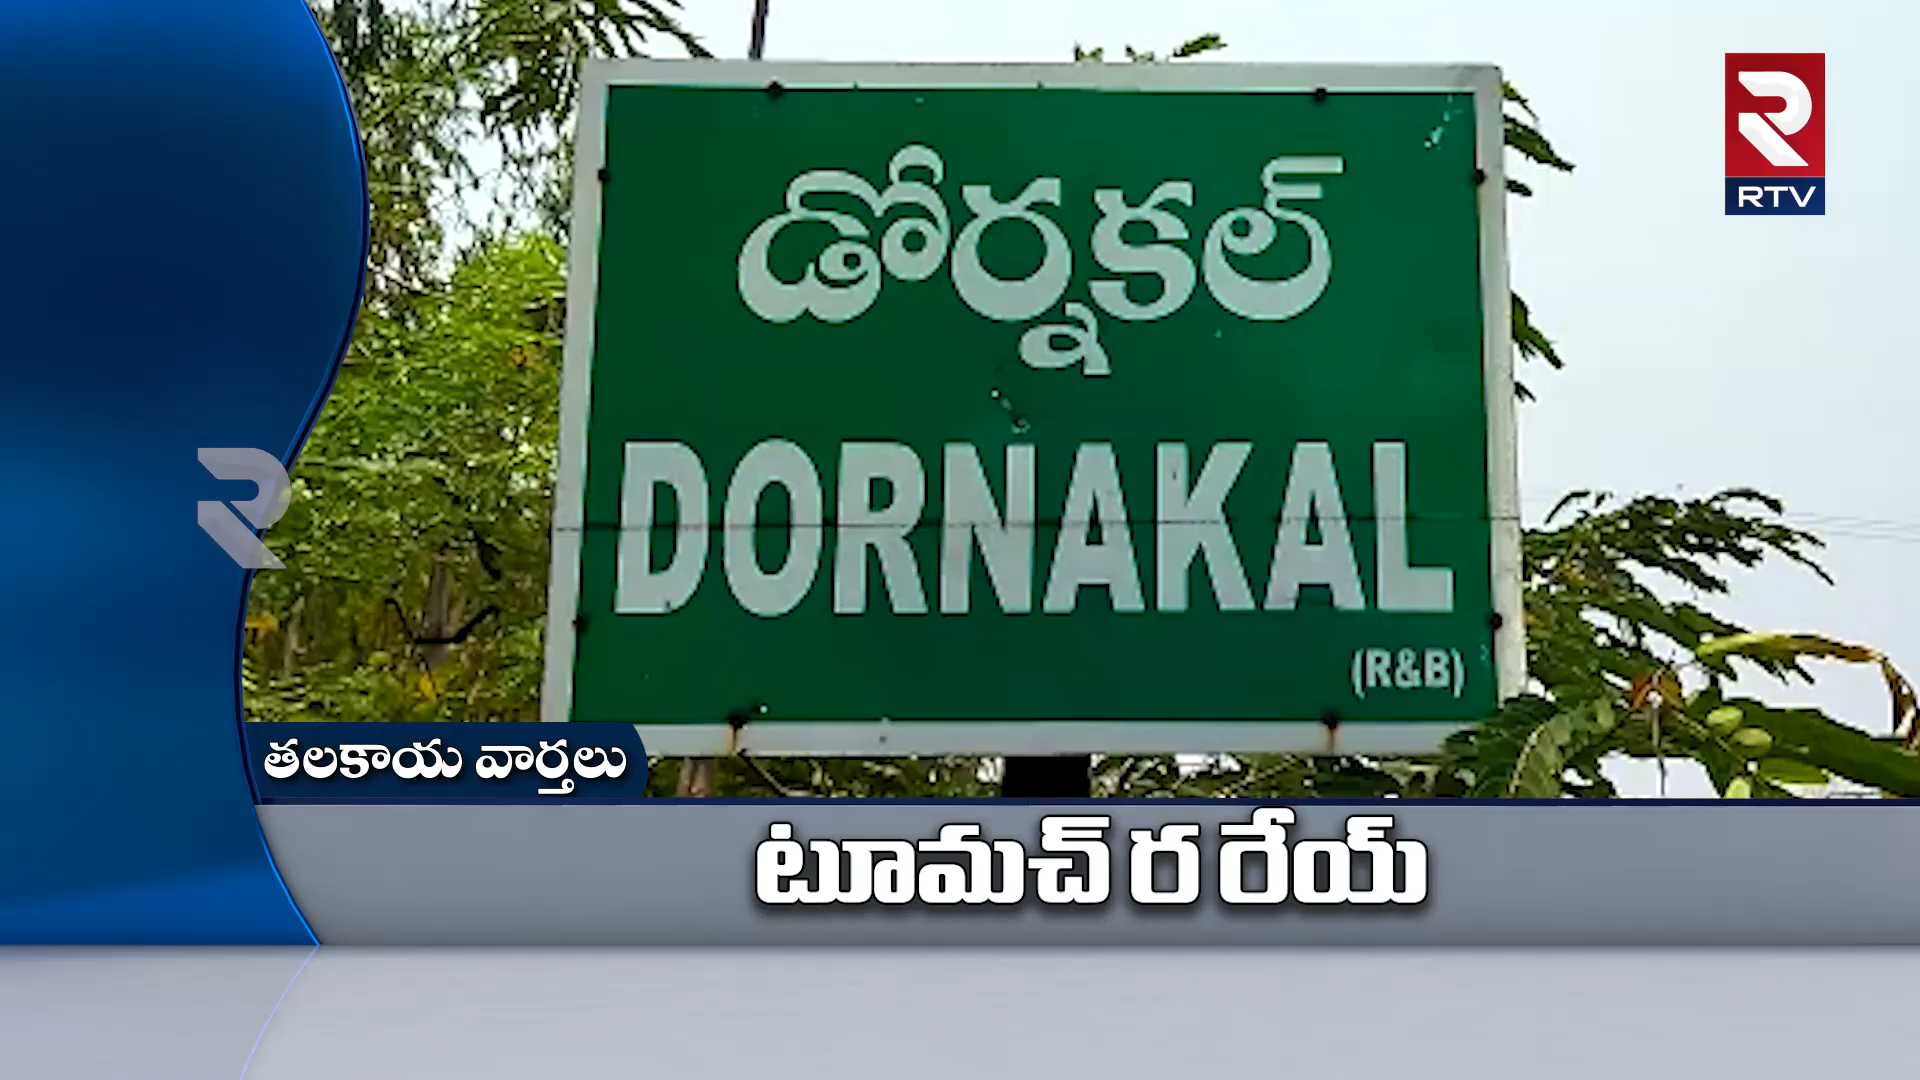 RTV
డోర్నకల్
DORNAKAL
(R&B)
తలకాయ వార్తలు
టూమచ్ ర రేయ్